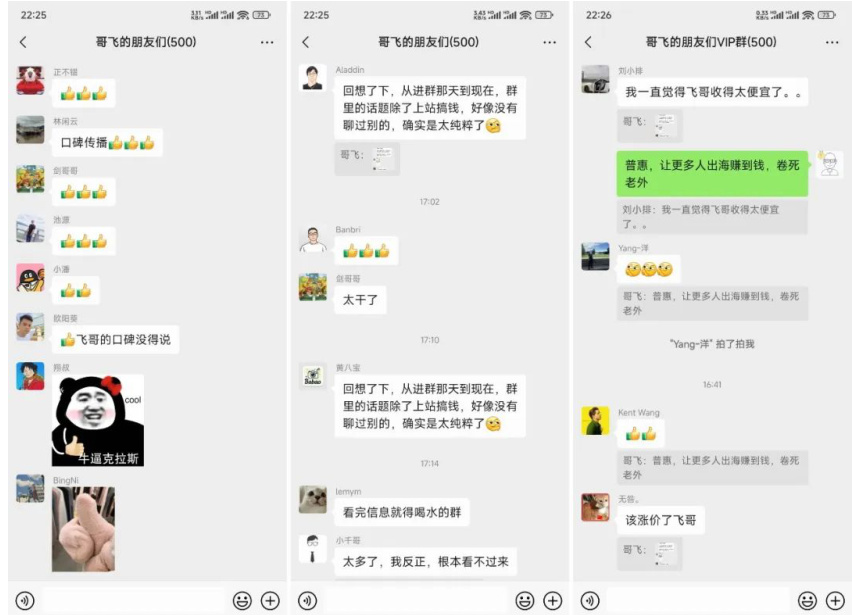 22:25
73
哥飞的朋友们(500)
正不错
林闲云
口碑传播
剑哥哥
池源
小潘
欧阳葵
飞哥的口碑没得说
翔叔
cool
牛逼克拉斯
BingNi
22:25
73
哥飞的朋友们(500)
Aladdin
回想了下，从进群那天到现在，群
里的话题除了上站搞钱，好像没有
聊过别的，确实是太纯粹了
哥飞：
17:02
Banbri
剑哥哥
太干了
17:10
黄八宝
回想了下，从进群那天到现在，群
里的话题除了上站搞钱，好像没有
聊过别的，确实是太纯粹了
17:14
lemym
看完信息就得喝水的群
小千哥
太多了，我反正，根本看不过来
22:26
73
哥飞的朋友们VIP群(500)
刘小排
我一直觉得飞哥收得太便宜了。。
哥飞：
普惠，让更多人出海赚到钱，卷死
老外
刘小排：我一直觉得飞哥收得太便宜
了。。
Yang-洋
哥飞：普惠，让更多人出海赚到钱，卷死
老外
"Yang-洋" 拍了拍我
16:41
Kent Wang
哥飞：普惠，让更多人出海赚到钱，卷死
老外
无卷。
该涨价了飞哥
哥飞：